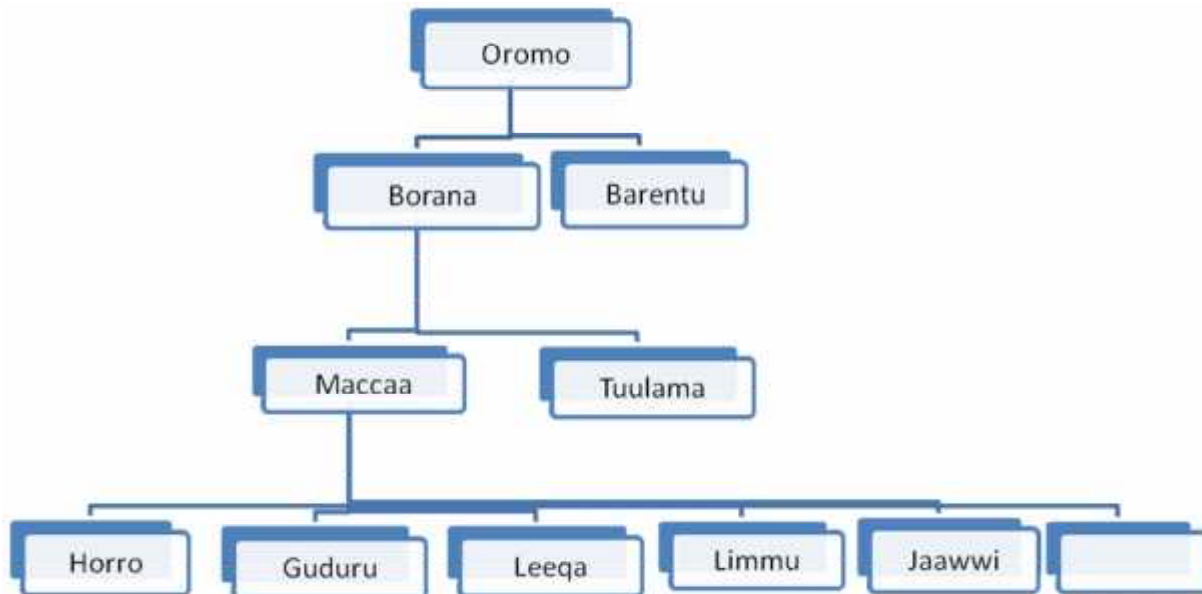 Oromo
Borana
Barentu
Maccaa
Tuulama
Horro
Guduru
Leeqa
Limmu
Jaawwi